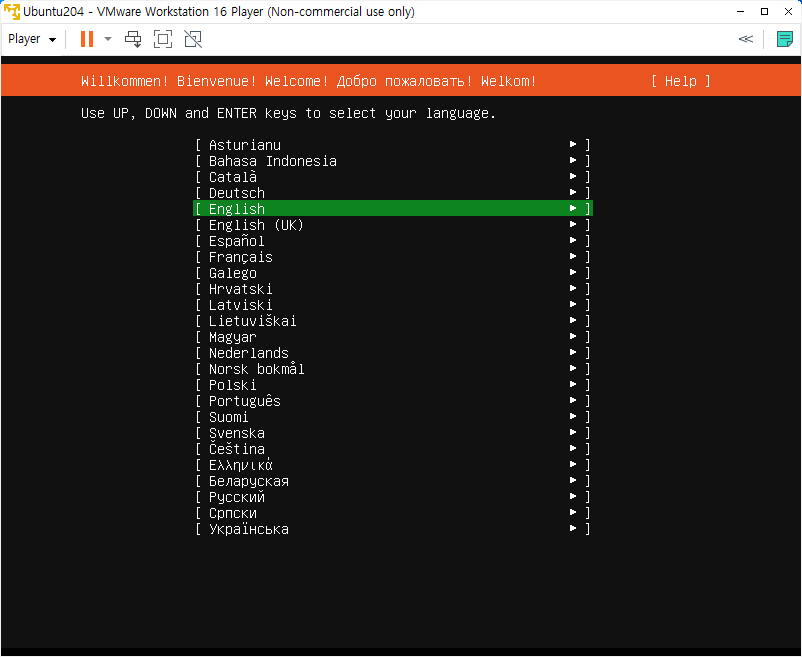 Ubuntu204 - VMware Workstation 16 Player (Non-commercial use only)
Player
Willkommen! Bienvenue! Welcome! Добро пожаловать! Welkom! [ Help ]
Use UP, DOWN and ENTER keys to select your language.
[ Asturianu ► ]
[ Bahasa Indonesia ► ]
[ Català ► ]
[ Deutsch ► ]
[ English ► ]
[ English (UK) ► ]
[ Español ► ]
[ Français ► ]
[ Galego ► ]
[ Hrvatski ► ]
[ Latviski ► ]
[ Lietuviškai ► ]
[ Magyar ► ]
[ Nederlands ► ]
[ Norsk bokmål ► ]
[ Polski ► ]
[ Português ► ]
[ Suomi ► ]
[ Svenska ► ]
[ Čeština ► ]
[ Ελληνικά ► ]
[ Беларуская ► ]
[ Русский ► ]
[ Српски ► ]
[ Українська ► ]